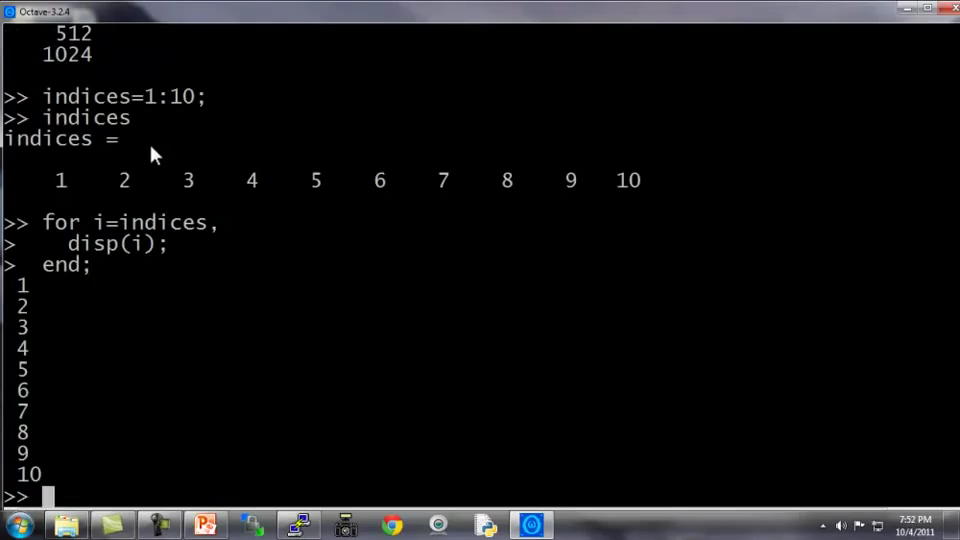 Octave-3.2.4
512
1024
>> indices=1:10;
>> indices
indices =
1 2 3 4 5 6 7 8 9 10
>> for i=indices,
> disp(i);
> end;
1
2
3
4
5
6
7
8
9
10
>>
7:52 PM
10/4/2011